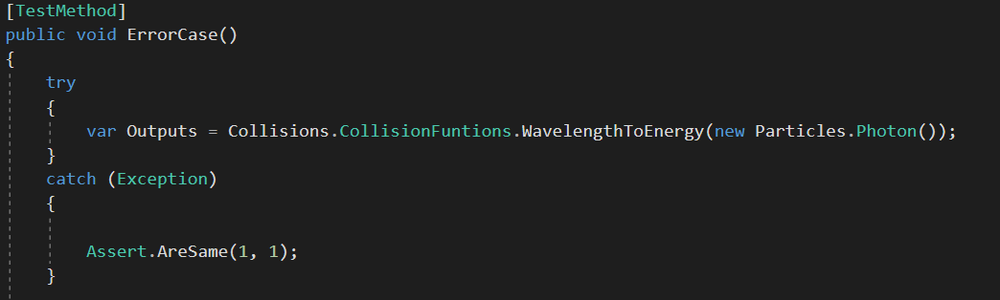 [TestMethod]
public void ErrorCase()
{
try
{
var Outputs = Collisions.CollisionFuntions.WavelengthToEnergy(new Particles.Photon());
}
catch (Exception)
{
Assert.AreSame(1, 1);
}